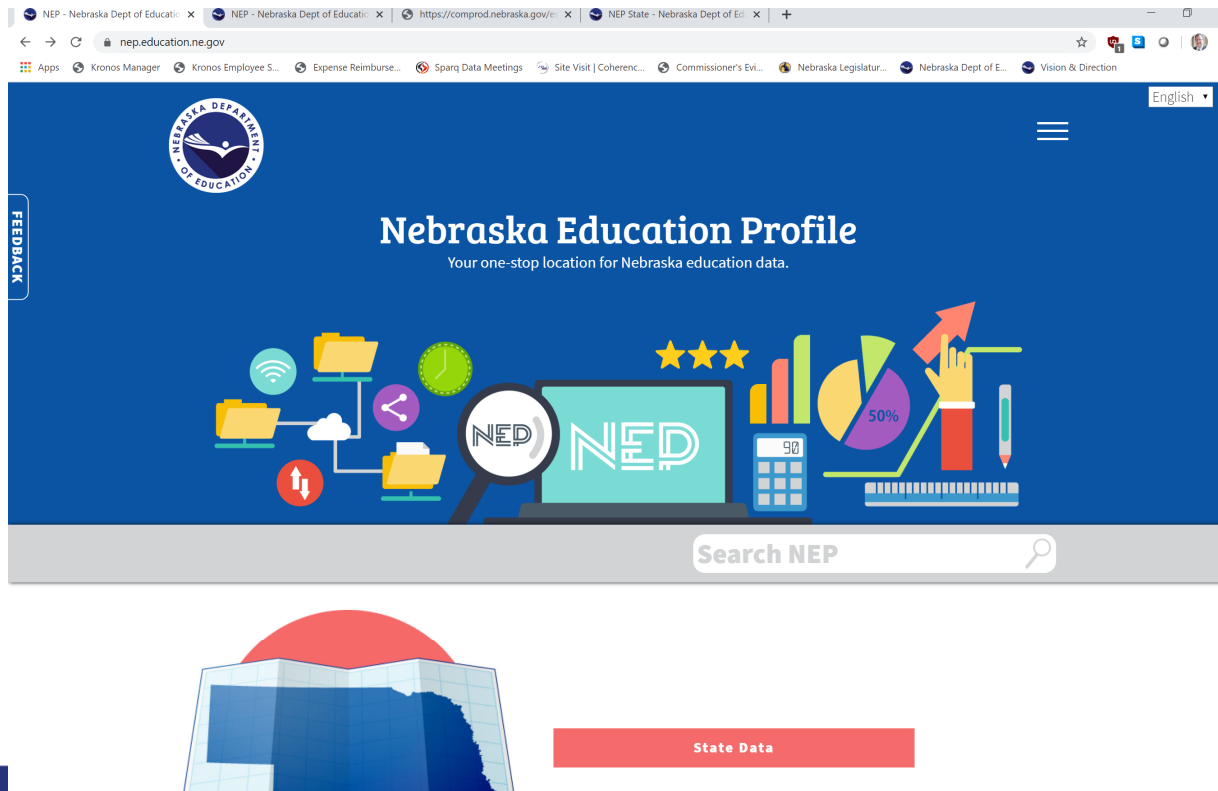 NEP - Nebraska Dept of Educatio
NEP - Nebraska Dept of Educatio
https://comprod.nebraska.gov/es
NEP State - Nebraska Dept of Ed
nep.education.ne.gov
1
S
Apps
Kronos Manager
Kronos Employee S...
Expense Reimburse...
Sparq Data Meetings
Site Visit | Coherenc...
Commissioner's Evi...
Nebraska Legislatur...
Nebraska Dept of E...
Vision & Direction
English
NEBRASKA DEPARTMENT OF EDUCATION
FEEDBACK
Nebraska Education Profile
Your one-stop location for Nebraska education data.
50%
NEP
NEP
90
Search NEP
State Data